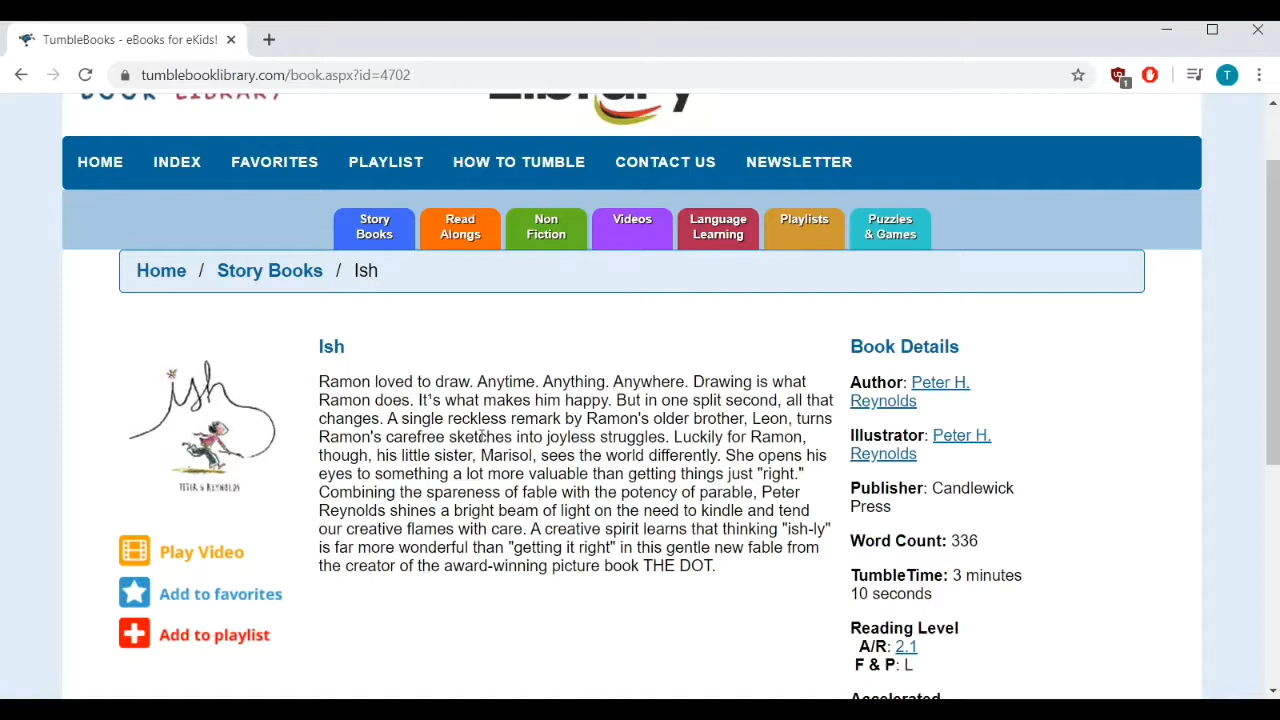 TumbleBooks - eBooks for eKids!
tumblebooklibrary.com/book.aspx?id=4702
1
T
BOOK LIBRARY
Library
HOME INDEX FAVORITES PLAYLIST HOW TO TUMBLE CONTACT US NEWSLETTER
Story Books
Read Alongs
Non Fiction
Videos
Language Learning
Playlists
Puzzles & Games
Home / Story Books / Ish
ish
PETER H REYNOLDS
Play Video
Add to favorites
Add to playlist
Ish
Ramon loved to draw. Anytime. Anything. Anywhere. Drawing is what
Ramon does. It¹s what makes him happy. But in one split second, all that
changes. A single reckless remark by Ramon's older brother, Leon, turns
Ramon's carefree sketches into joyless struggles. Luckily for Ramon,
though, his little sister, Marisol, sees the world differently. She opens his
eyes to something a lot more valuable than getting things just "right."
Combining the spareness of fable with the potency of parable, Peter
Reynolds shines a bright beam of light on the need to kindle and tend
our creative flames with care. A creative spirit learns that thinking "ish-ly"
is far more wonderful than "getting it right" in this gentle new fable from
the creator of the award-winning picture book THE DOT.
Book Details
Author: Peter H.
Reynolds
Illustrator: Peter H.
Reynolds
Publisher: Candlewick
Press
Word Count: 336
TumbleTime: 3 minutes
10 seconds
Reading Level
A/R: 2.1
F & P: L
Accelerated